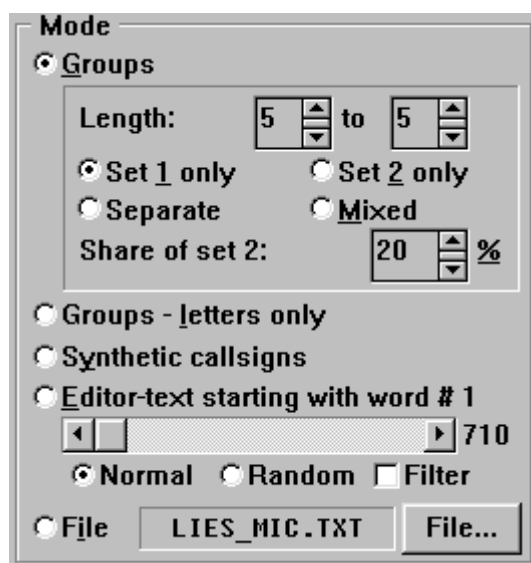 Mode
Groups
Length: 5 to 5
Set 1 only Set 2 only
Separate Mixed
Share of set 2: 20 %
Groups - letters only
Synthetic callsigns
Editor-text starting with word # 1
710
Normal Random Filter
File LIES_MIC.TXT File...